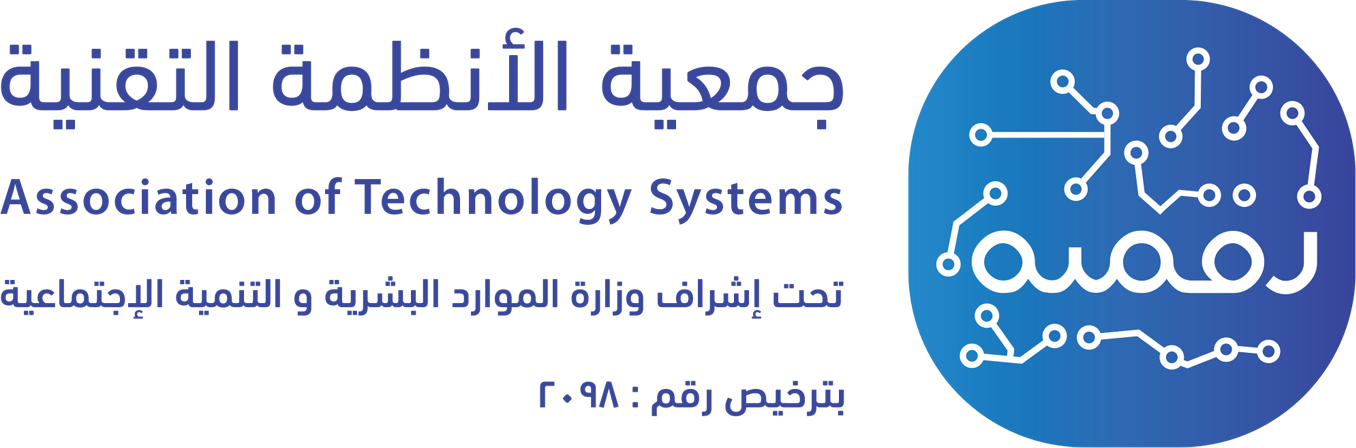 جمعية الأنظمة التقنية
Association of Technology Systems
تحت إشراف وزارة الموارد البشرية و التنمية الإجتماعية
بترخيص رقم : ٢٠٩٨
رقمية